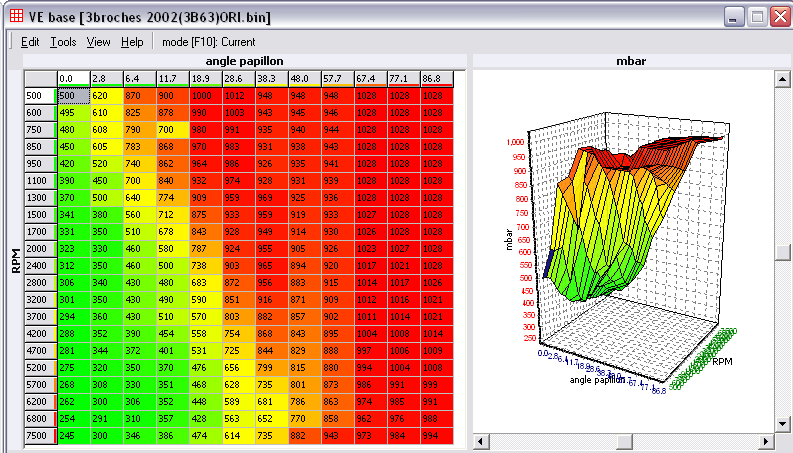 VE base [3broches 2002(3B63)ORI.bin]
Edit Tools View Help mode [F10]: Current
angle papillon
0.0 2.8 6.4 11.7 18.9 28.6 38.3 48.0 57.7 67.4 77.1 86.8
RPM
500 500 620 870 900 1000 1012 948 948 948 1028 1028 1028
600 495 610 825 878 990 1003 943 945 946 1028 1028 1028
750 480 608 790 700 980 991 935 940 944 1028 1028 1028
850 450 605 783 868 970 983 931 938 943 1028 1028 1028
950 420 520 740 862 964 986 926 935 941 1028 1028 1028
1100 390 450 700 840 932 974 928 931 939 1028 1028 1028
1300 370 500 640 774 909 959 969 925 936 1028 1028 1028
1500 341 380 560 712 875 933 959 919 933 1027 1028 1028
1700 331 350 510 678 843 928 949 914 930 1026 1028 1028
2000 323 330 460 580 787 924 955 905 926 1023 1027 1028
2400 312 350 460 500 738 903 965 894 920 1017 1021 1028
2800 306 340 430 480 683 872 956 883 915 1014 1017 1026
3200 301 350 430 490 590 851 916 871 909 1012 1016 1021
3700 294 360 430 510 570 803 882 857 902 1011 1014 1021
4200 288 352 390 454 558 754 868 843 895 1004 1008 1014
4700 281 344 372 401 531 725 844 829 888 997 1006 1009
5200 275 320 350 370 476 656 799 815 880 994 1004 1008
5700 268 308 330 351 468 628 735 801 873 986 991 999
6200 262 300 306 352 448 589 681 786 863 974 985 991
6800 254 291 310 357 428 563 652 770 858 962 976 988
7500 245 300 346 386 474 614 735 882 943 973 984 994
mbar
1,000
950
900
850
800
750
700
650
600
550
500
450
400
350
300
250
mbar
0.0 2.8 6.4 11.7 67.4 77.1 86.8
angle papillon
RPM